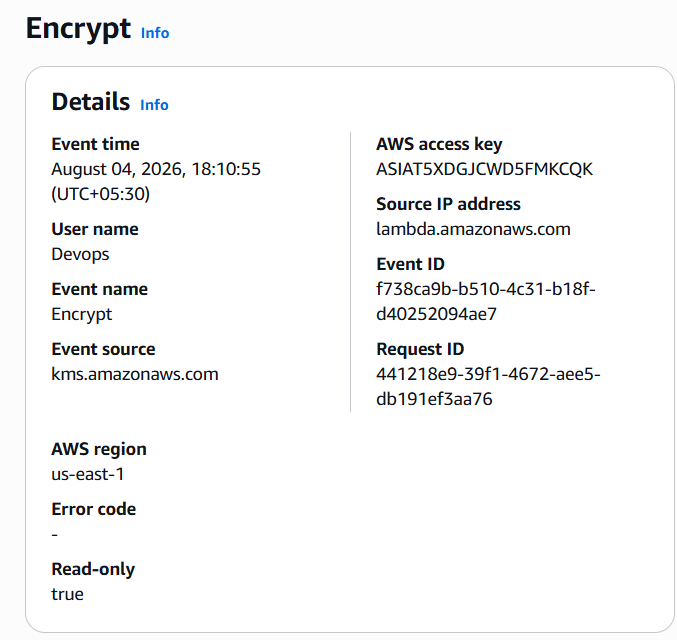 Encrypt Info
Details Info
Event time
August 04, 2026, 18:10:55
(UTC+05:30)
User name
Devops
Event name
Encrypt
Event source
kms.amazonaws.com
AWS access key
ASIAT5XDGJCWD5FMKCQK
Source IP address
lambda.amazonaws.com
Event ID
f738ca9b-b510-4c31-b18f-
d40252094ae7
Request ID
441218e9-39f1-4672-aee5-
db191ef3aa76
AWS region
us-east-1
Error code
-
Read-only
true